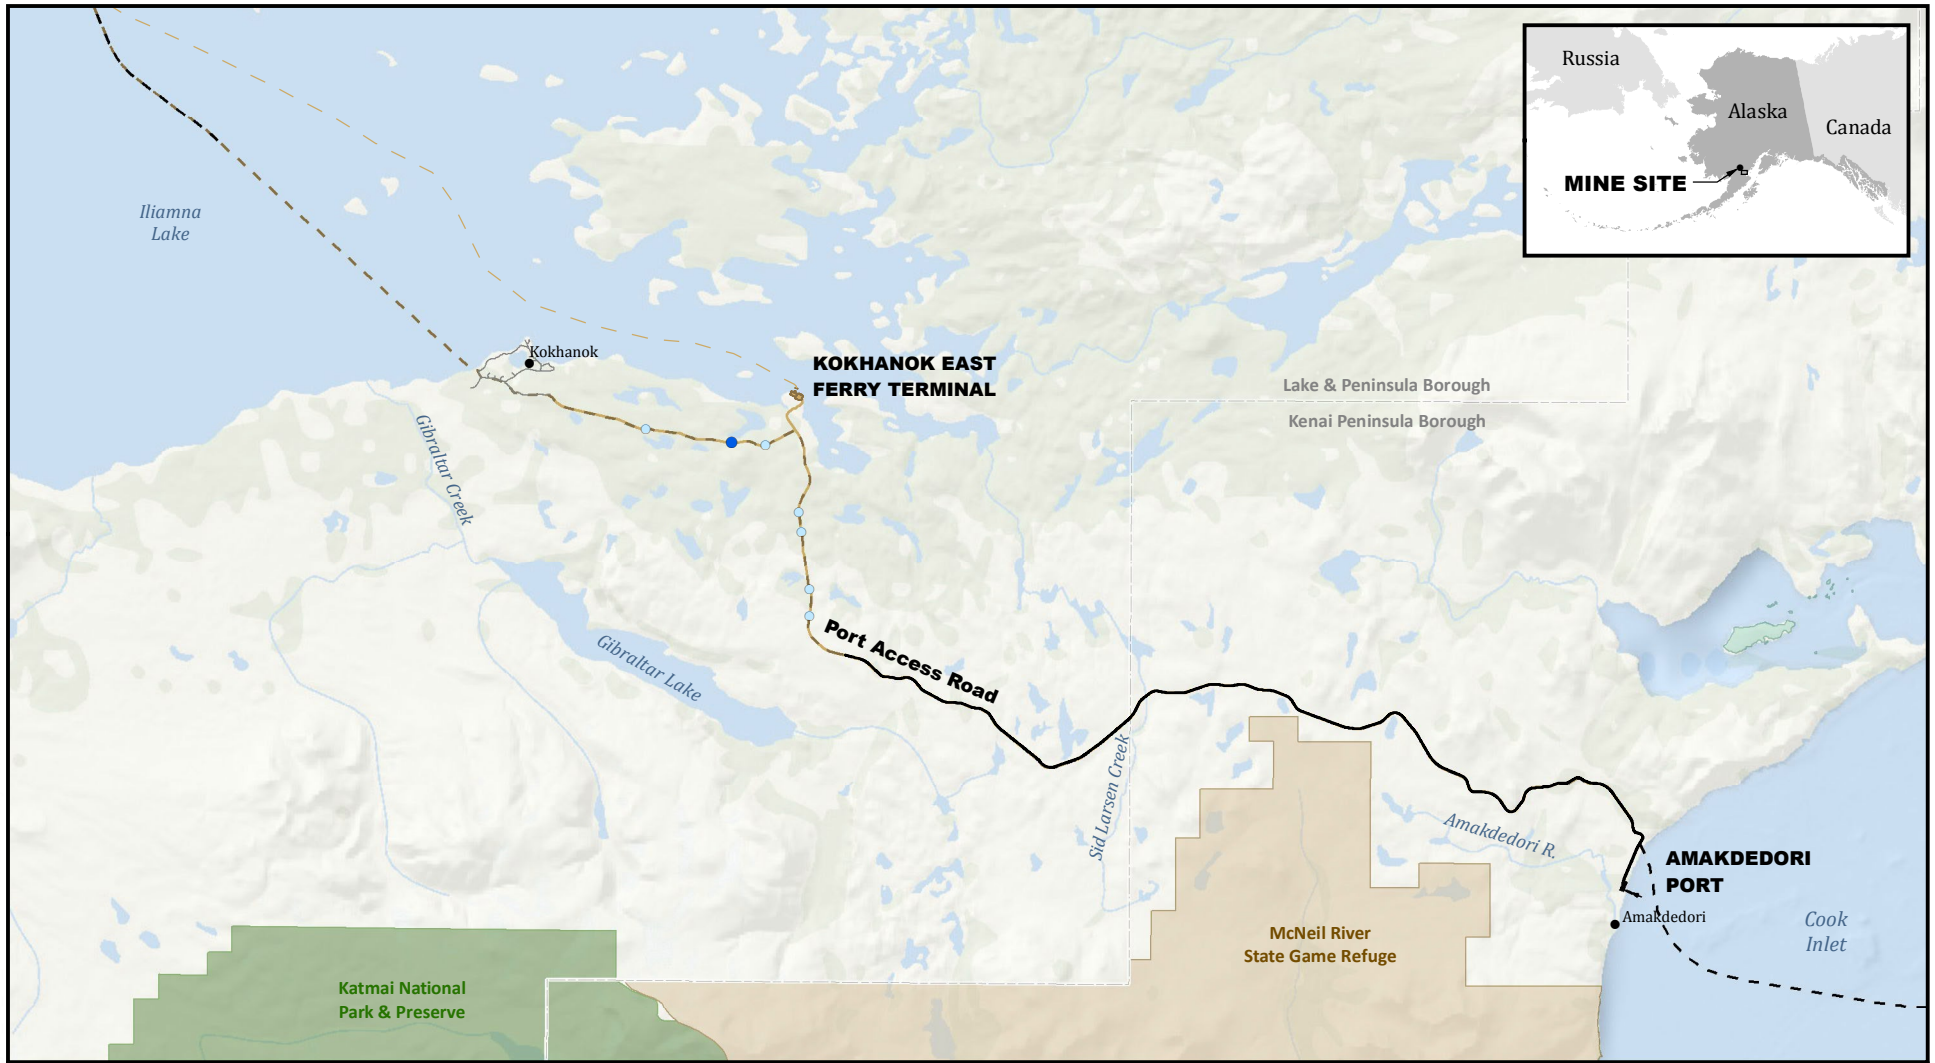 Russia
Alaska
Canada
MINE SITE
Iliamna
Lake
Kokhanok
KOKHANOK EAST
FERRY TERMINAL
Lake & Peninsula Borough
Kenai Peninsula Borough
Gibraltar Creek
Gibraltar Lake
Port Access Road
Sid Larsen Creek
Amakdedori R.
AMAKDEDORI
PORT
Amakdedori
Cook
Inlet
McNeil River
State Game Refuge
Katmai National
Park & Preserve